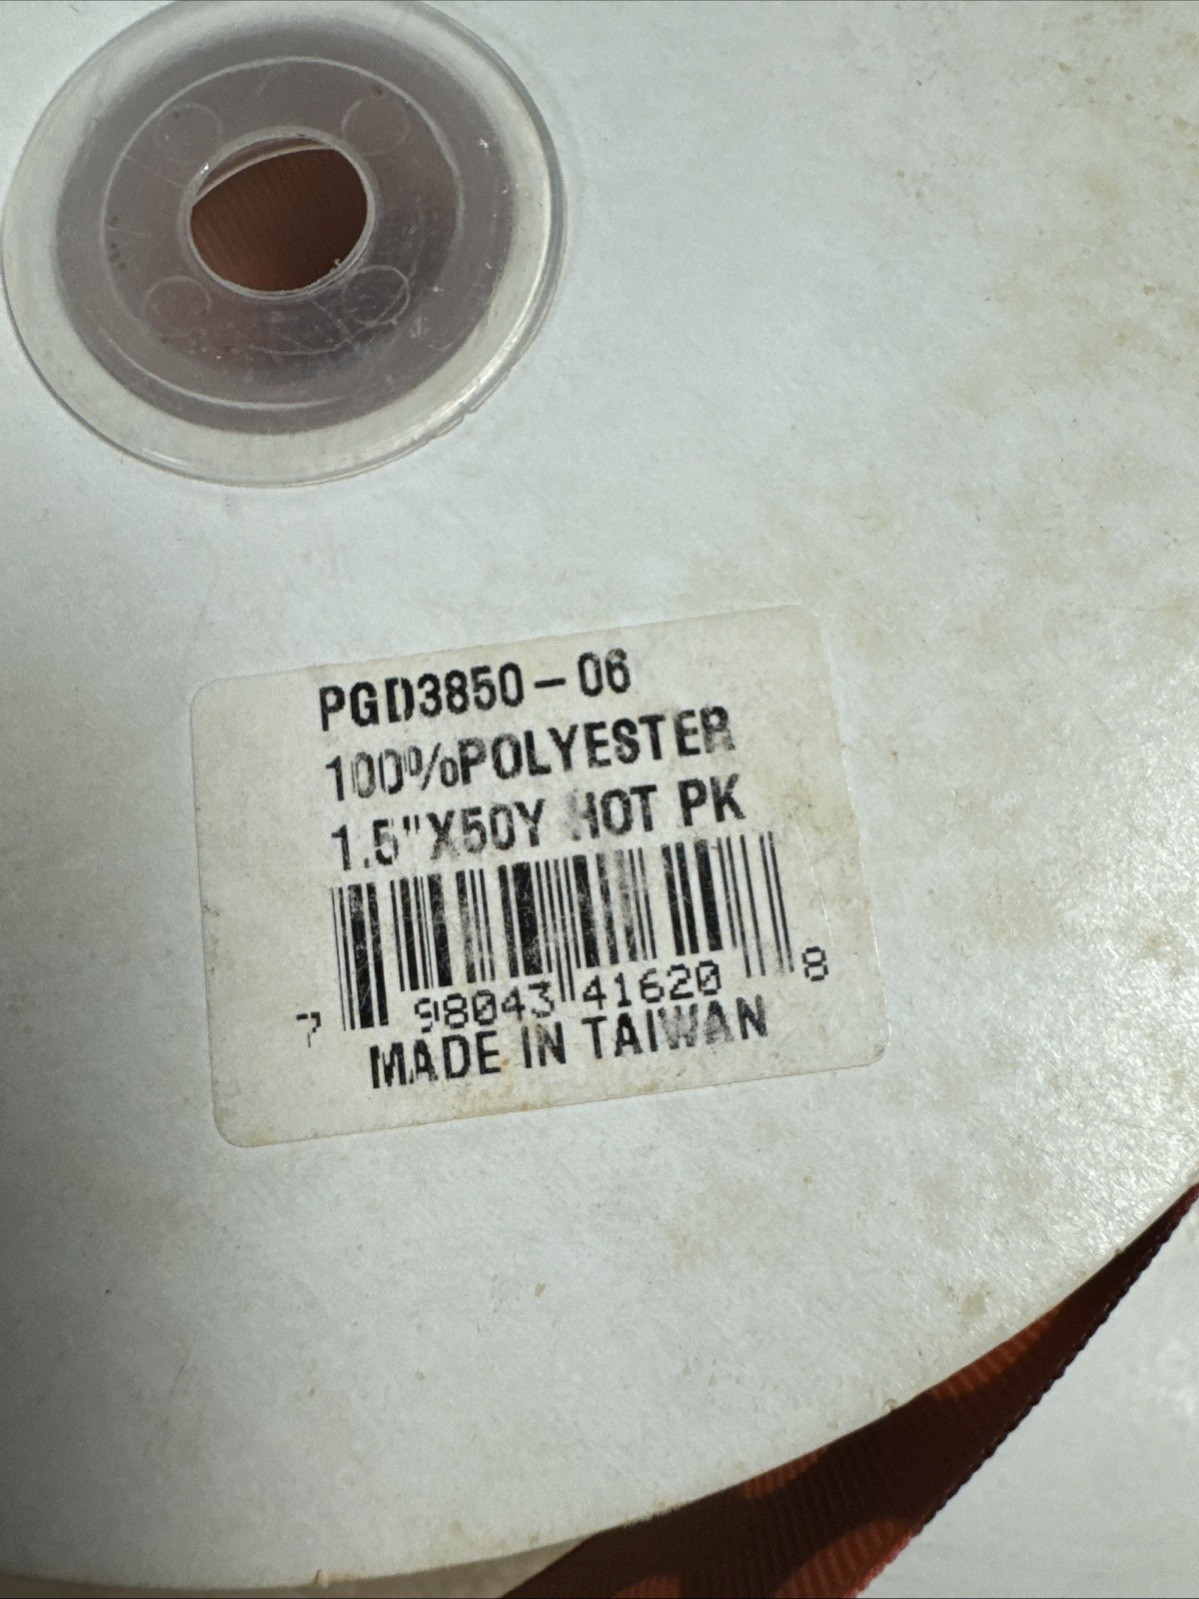 PGD3850-06
100%POLYESTER
1.5"X50Y HOT PK
7 98043 41620 8
MADE IN TAIWAN